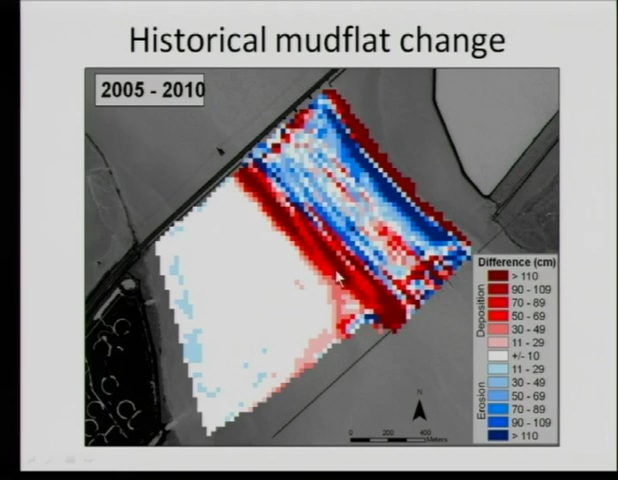 Historical mudflat change
2005 - 2010
Difference (cm)
Deposition
> 110
90 - 109
70 - 89
50 - 69
30 - 49
11 - 29
+/- 10
Erosion
11 - 29
30 - 49
50 - 69
70 - 89
90 - 109
> 110
N
0 200 400
Meters